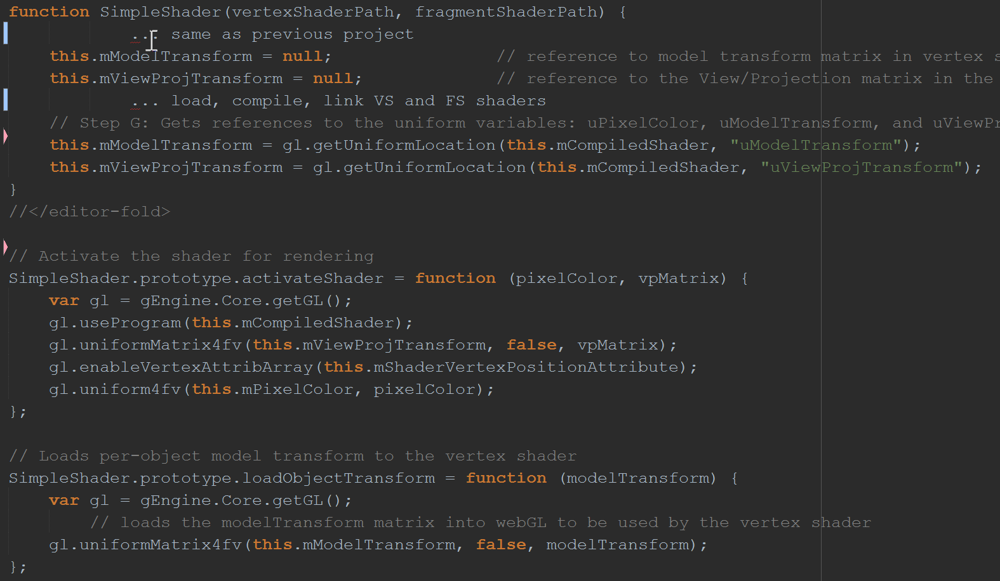 function SimpleShader(vertexShaderPath, fragmentShaderPath) {
... same as previous project
this.mModelTransform = null; // reference to model transform matrix in vertex s
this.mViewProjTransform = null; // reference to the View/Projection matrix in the
... load, compile, link VS and FS shaders
// Step G: Gets references to the uniform variables: uPixelColor, uModelTransform, and uViewPr
this.mModelTransform = gl.getUniformLocation(this.mCompiledShader, "uModelTransform");
this.mViewProjTransform = gl.getUniformLocation(this.mCompiledShader, "uViewProjTransform");
}
//</editor-fold>
// Activate the shader for rendering
SimpleShader.prototype.activateShader = function (pixelColor, vpMatrix) {
var gl = gEngine.Core.getGL();
gl.useProgram(this.mCompiledShader);
gl.uniformMatrix4fv(this.mViewProjTransform, false, vpMatrix);
gl.enableVertexAttribArray(this.mShaderVertexPositionAttribute);
gl.uniform4fv(this.mPixelColor, pixelColor);
};
// Loads per-object model transform to the vertex shader
SimpleShader.prototype.loadObjectTransform = function (modelTransform) {
var gl = gEngine.Core.getGL();
// loads the modelTransform matrix into webGL to be used by the vertex shader
gl.uniformMatrix4fv(this.mModelTransform, false, modelTransform);
};